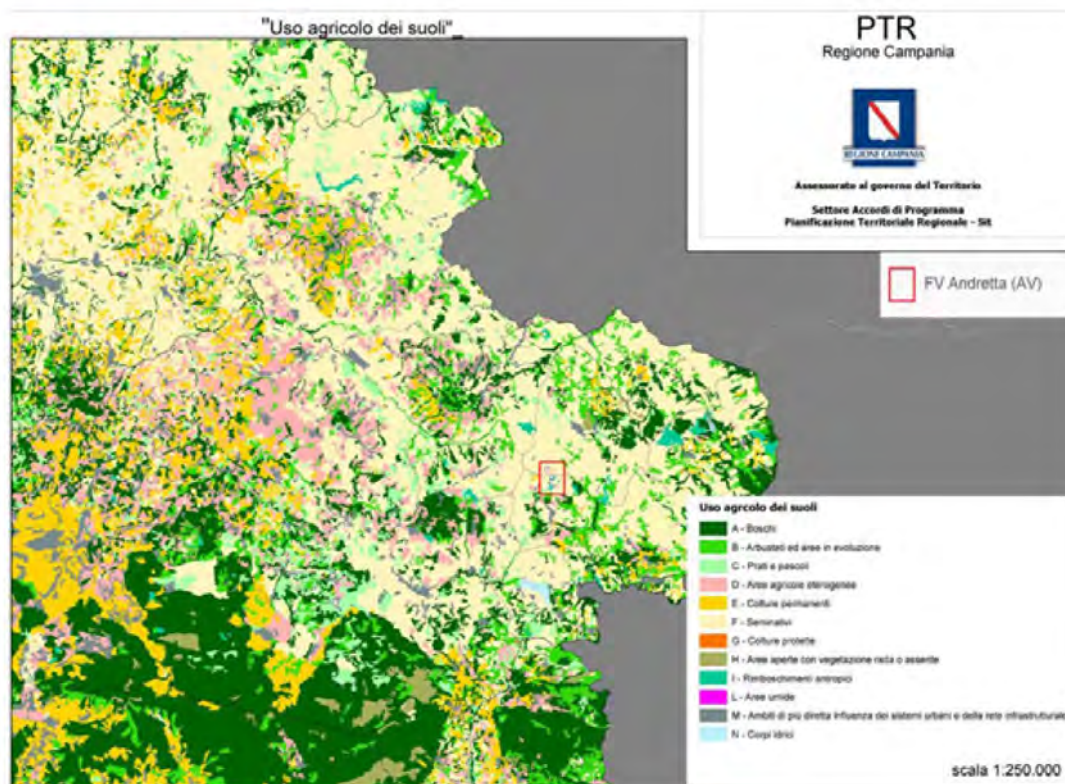 "Uso agricolo dei suoli"
PTR
Regione Campania
REGIONE CAMPANIA
Assessorato al governo del Territorio
Settore Accordi di Programma
Pianificazione Territoriale Regionale - Sit
FV Andretta (AV)
Uso agrcolo dei suoli
A - Boschi
B - Arbusteti ed aree in evoluzione
C - Prati e pascoli
D - Aree agricole eterogenee
E - Colture permanenti
F - Seminativi
G - Colture protette
H - Aree aperte con vegetazione rada o assente
I - Rimboschimenti antropici
L - Aree umide
M - Ambiti di più diretta influenza dei sistemi urbani e della rete infrastrutturale
N - Corpi idrici
scala 1:250.000